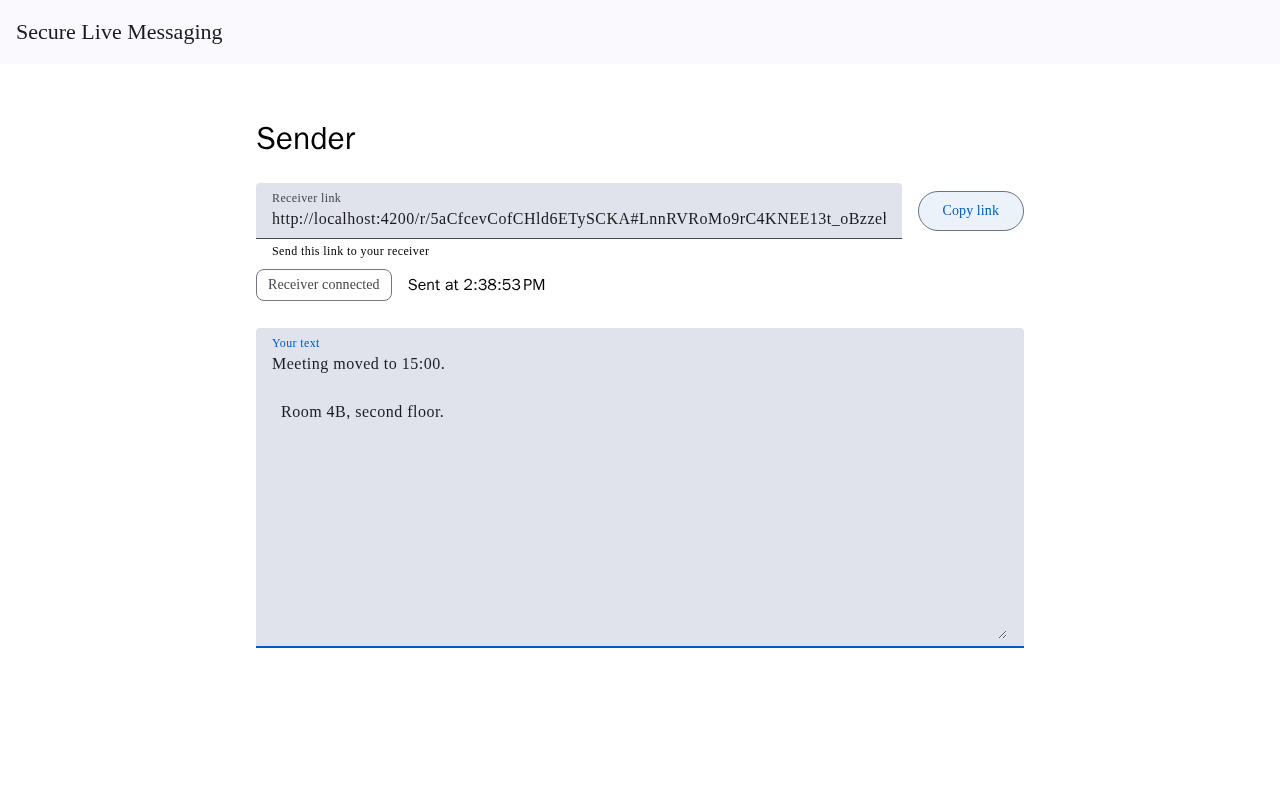 Secure Live Messaging
Sender
Receiver link
http://localhost:4200/r/5aCfcevCofCHld6ETySCKA#LnnRVRoMo9rC4KNEE13t_oBzzel
Copy link
Send this link to your receiver
Receiver connected
Sent at 2:38:53 PM
Your text
Meeting moved to 15:00.
Room 4B, second floor.